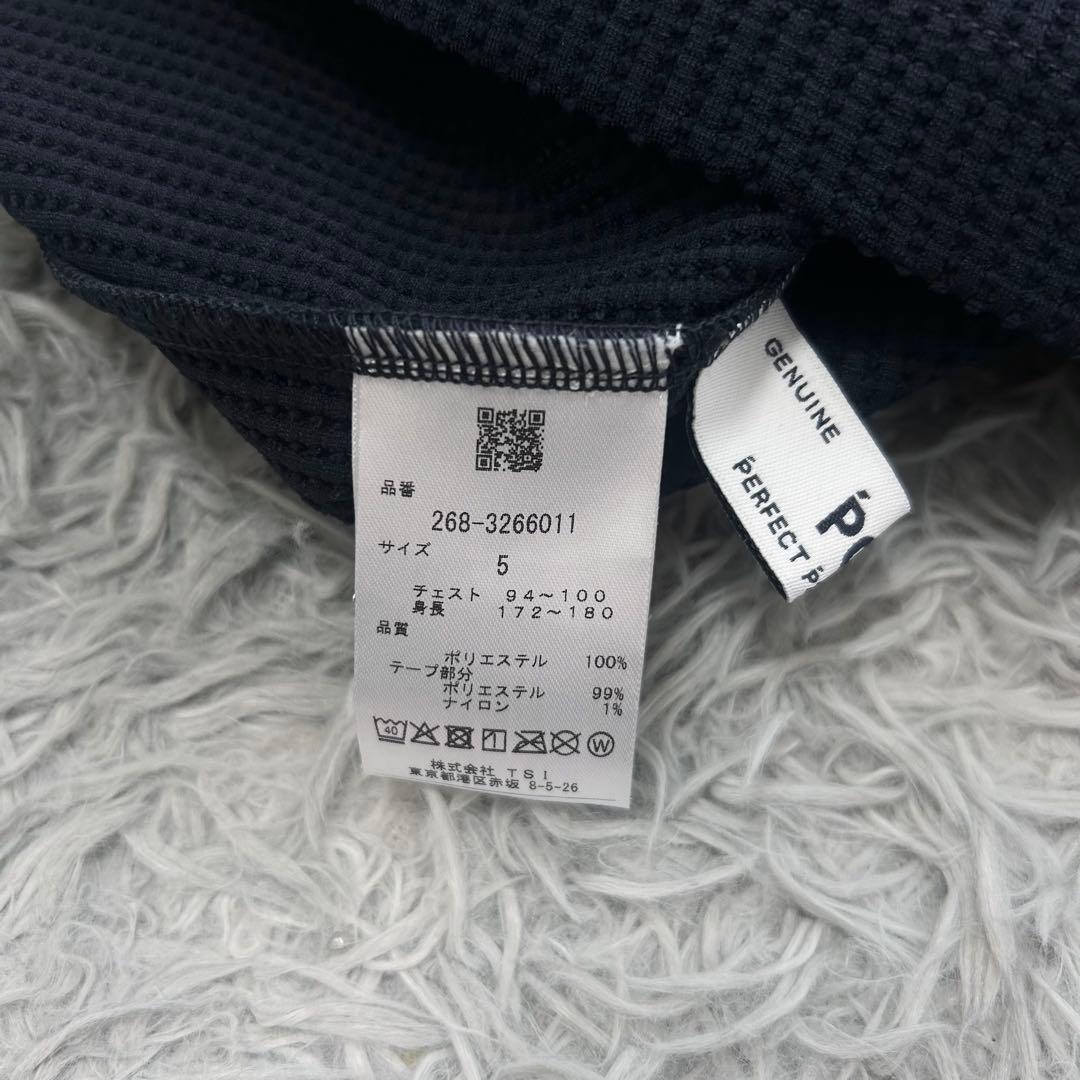 品番
268-3266011
サイズ
5
チェスト 94～100
身長 172～180
品質
ポリエステル 100%
テープ部分
ポリエステル 99%
ナイロン 1%
40
W
株式会社 TSI
東京都港区赤坂 8-5-26
GENUINE
PERFECT